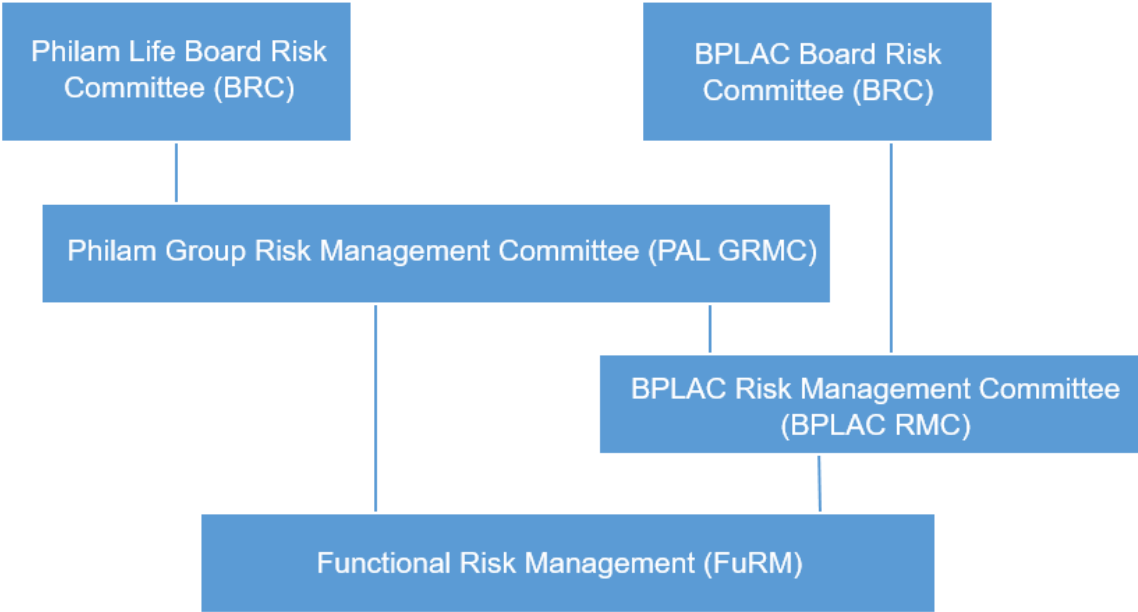 Philam Life Board Risk
Committee (BRC)
BPLAC Board Risk
Committee (BRC)
Philam Group Risk Management Committee (PAL GRMC)
BPLAC Risk Management Committee
(BPLAC RMC)
Functional Risk Management (FuRM)